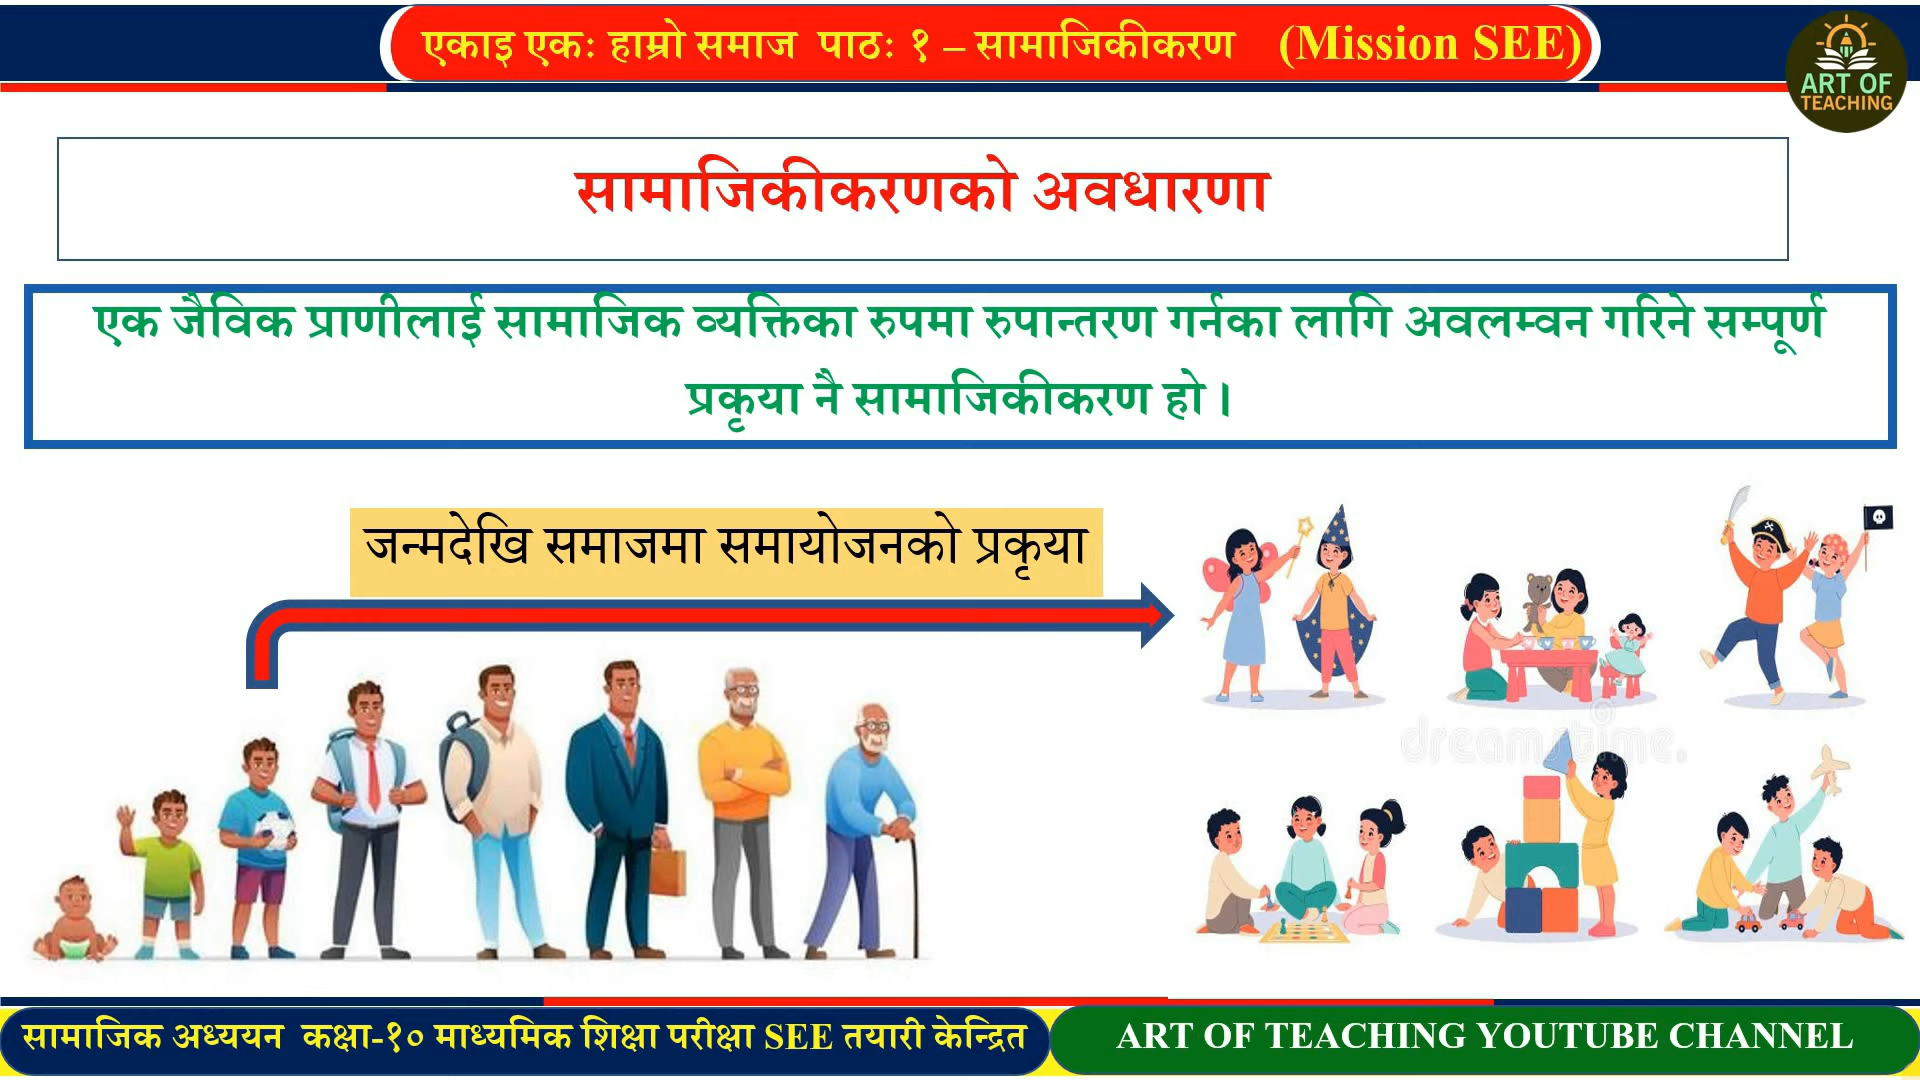 एकाइ एकः हाम्रो समाज पाठः १ – सामाजिकीकरण (Mission SEE)
ART OF
TEACHING
सामाजिकीकरणको अवधारणा
एक जैविक प्राणीलाई सामाजिक व्यक्तिका रुपमा रुपान्तरण गर्नका लागि अवलम्वन गरिने सम्पूर्ण
प्रकृया नै सामाजिकीकरण हो ।
जन्मदेखि समाजमा समायोजनको प्रकृया
dreamstime.
सामाजिक अध्ययन कक्षा-१० माध्यमिक शिक्षा परीक्षा SEE तयारी केन्द्रित
ART OF TEACHING YOUTUBE CHANNEL